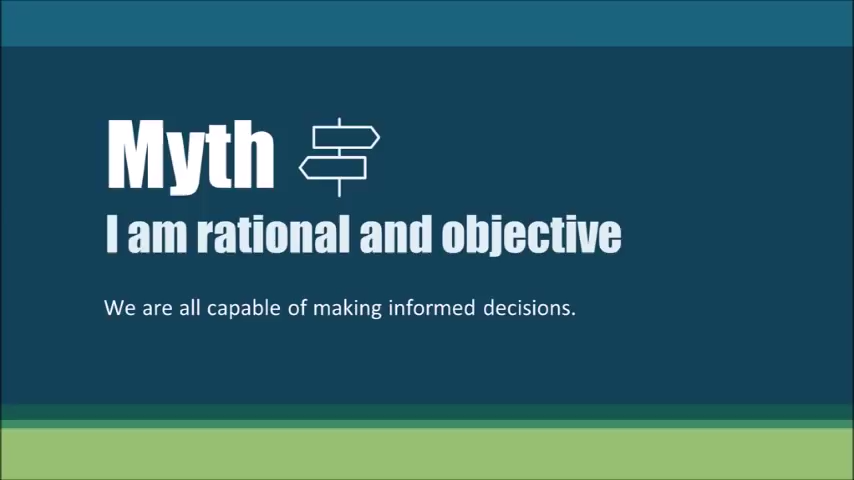 Myth
I am rational and objective
We are all capable of making informed decisions.